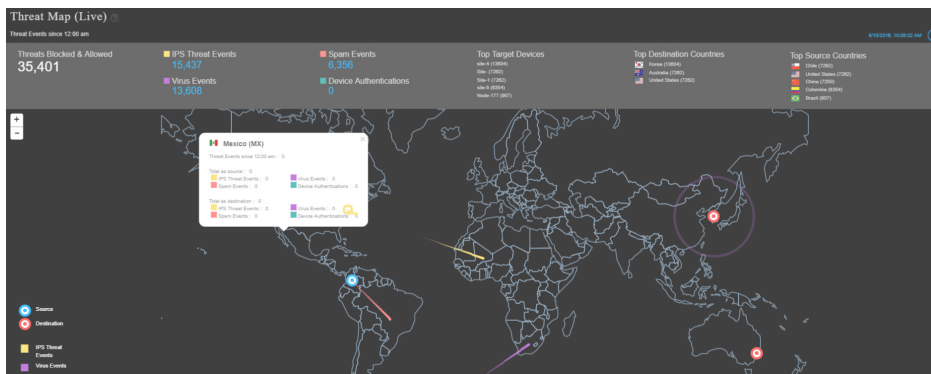 Threat Map (Live)
Threat Events since 12:00 am
Threats Blocked & Allowed
35,401
IPS Threat Events
15,437
Virus Events
13,608
Spam Events
6,356
Device Authentications
0
Top Target Devices
site-4 (13604)
Site- (7262)
Site-1 (7262)
site-5 (6354)
Node-177 (907)
Top Destination Countries
Korea (13604)
Australia (7262)
United States (7262)
Top Source Countries
Chile (7262)
United States (7262)
China (7250)
Colombia (6354)
Brazil (907)
+
−
Mexico (MX)
Threat Events since 12:00 am : 0
Total as source : 0
IPS Threat Events : 0
Virus Events : 0
Spam Events : 0
Device Authentications : 0
Total as destination : 0
IPS Threat Events : 0
Virus Events : 0
Spam Events : 0
Device Authentications : 0
Source
Destination
IPS Threat
Events
Virus Events